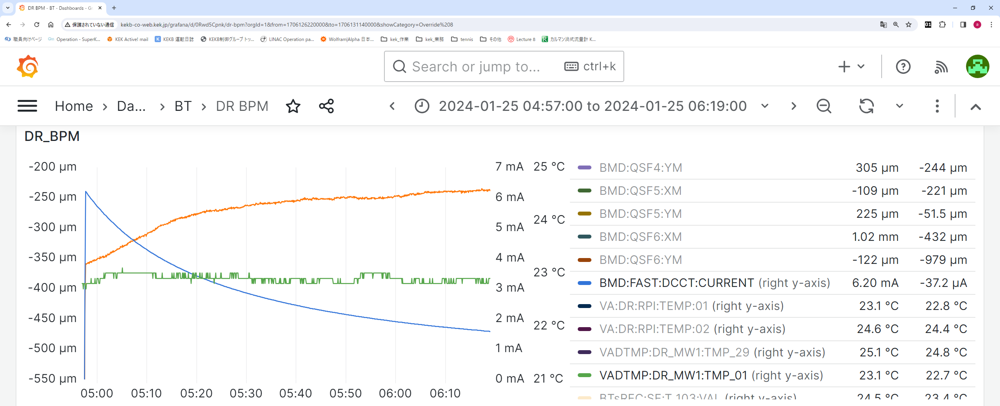 DR BPM - BT - Dashboards - Gr
保護されていない通信 kekb-co-web.kek.jp/grafana/d/0Rwd5Cpnk/dr-bpm?orgId=1&from=1706126220000&to=1706131140000&showCategory=Override%208
01 a
職員向けページ Operation - SuperK... KEK Active! mail KEKB 運転日誌 KEKB制御グループ トッ... LINAC Operation pa... Wolfram|Alpha 日本... kek_作業 kek_業務 tennis その他 Lecture 8 カルマン渦式流量計 K...
Search or jump to... ctrl+k
Home › Da... › BT › DR BPM 2024-01-25 04:57:00 to 2024-01-25 06:19:00
DR_BPM
-200 µm
-250 µm
-300 µm
-350 µm
-400 µm
-450 µm
-500 µm
-550 µm
05:00 05:10 05:20 05:30 05:40 05:50 06:00 06:10
7 mA
6 mA
5 mA
4 mA
3 mA
2 mA
1 mA
0 mA
25 °C
24 °C
23 °C
22 °C
21 °C
BMD:QSF4:YM 305 µm -244 µm
BMD:QSF5:XM -109 µm -221 µm
BMD:QSF5:YM 225 µm -51.5 µm
BMD:QSF6:XM 1.02 mm -432 µm
BMD:QSF6:YM -122 µm -979 µm
BMD:FAST:DCCT:CURRENT (right y-axis) 6.20 mA -37.2 µA
VA:DR:RPI:TEMP:01 (right y-axis) 23.1 °C 22.8 °C
VA:DR:RPI:TEMP:02 (right y-axis) 24.6 °C 24.4 °C
VADTMP:DR_MW1:TMP_29 (right y-axis) 25.1 °C 24.8 °C
VADTMP:DR_MW1:TMP_01 (right y-axis) 23.1 °C 22.7 °C
(right y-axis) 24.5 °C 23.4 °C